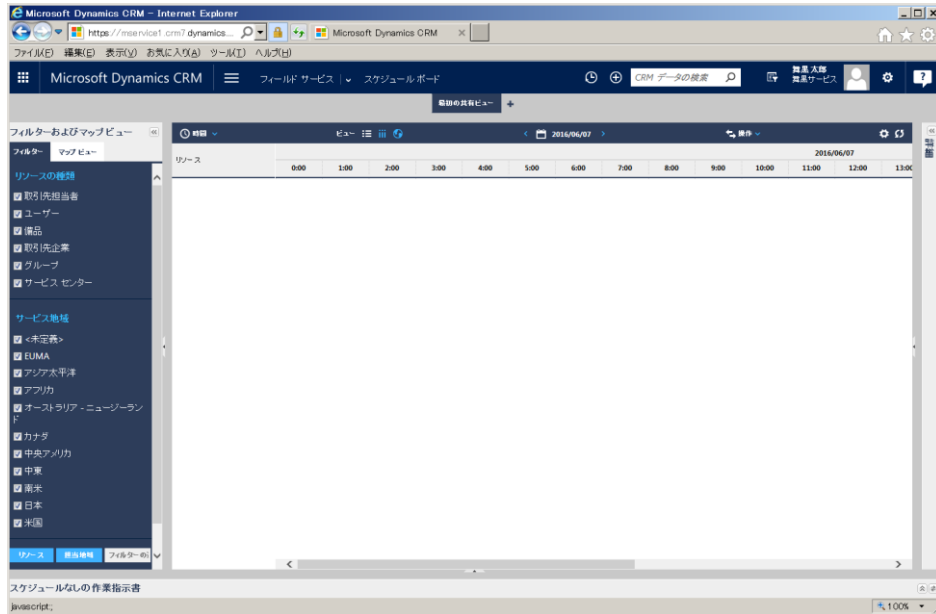 Microsoft Dynamics CRM - Internet Explorer
https://mservice1.crm7.dynamics... Microsoft Dynamics CRM ×
ファイル(F) 編集(E) 表示(V) お気に入り(A) ツール(T) ヘルプ(H)
Microsoft Dynamics CRM フィールド サービス スケジュール ボード CRM データの検索 舞黒太郎
舞黒サービス ?
最初の共有ビュー +
フィルターおよびマップ ビュー 時間 ビュー 2016/06/07 操作
フィルター マップ ビュー
リソース
2016/06/07
0:00 1:00 2:00 3:00 4:00 5:00 6:00 7:00 8:00 9:00 10:00 11:00 12:00 13:00
リソースの種類
取引先担当者
ユーザー
備品
取引先企業
グループ
サービス センター
サービス地域
<未定義>
EUMA
アジア太平洋
アフリカ
オーストラリア - ニュージーラン
ド
カナダ
中央アメリカ
中東
南米
日本
米国
リソース 担当地域 フィルターの
スケジュールなしの作業指示書
javascript:; 100%